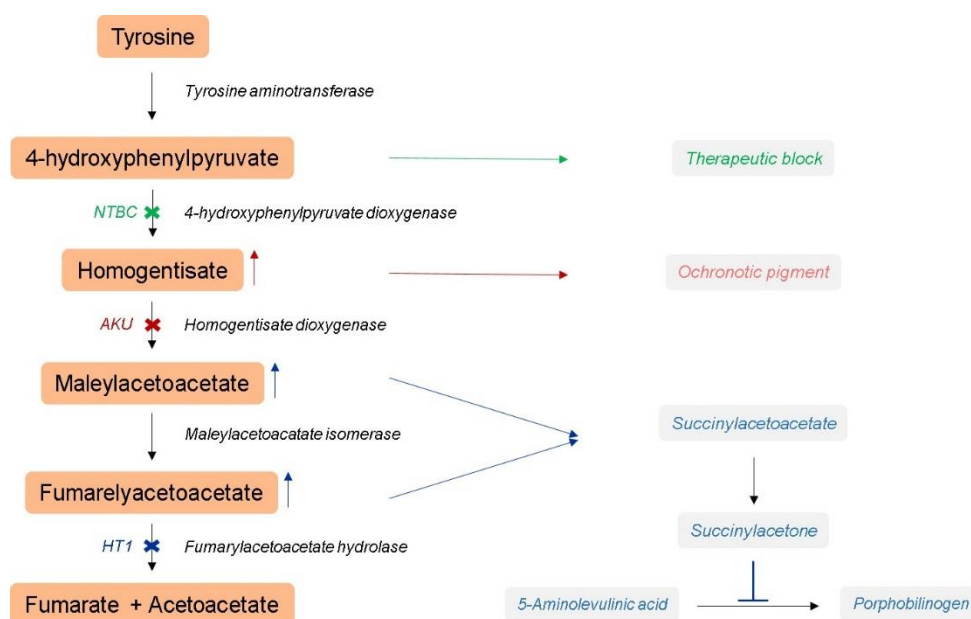 Tyrosine
Tyrosine aminotransferase
4-hydroxyphenylpyruvate
Therapeutic block
NTBC
4-hydroxyphenylpyruvate dioxygenase
Homogentisate
Ochronotic pigment
AKU
Homogentisate dioxygenase
Maleylacetoacetate
Succinylacetoacetate
Maleylacetoacatate isomerase
Fumarelyacetoacetate
Succinylacetone
HT1
Fumarylacetoacetate hydrolase
Fumarate + Acetoacetate
5-Aminolevulinic acid
Porphobilinogen